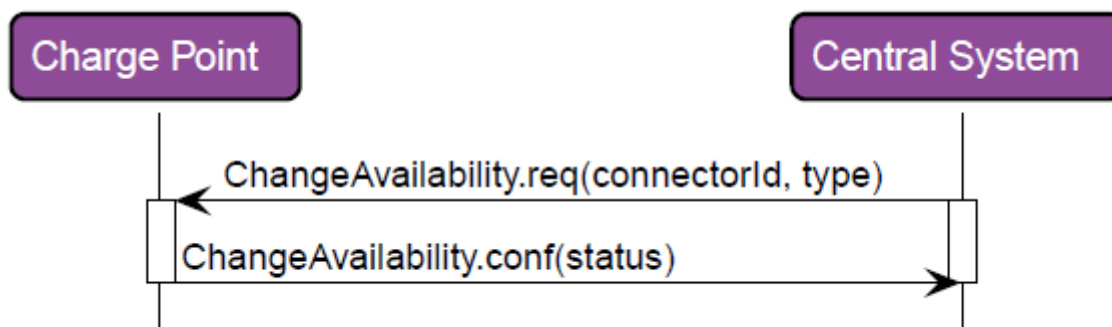 Charge Point
Central System
ChangeAvailability.req(connectorId, type)
ChangeAvailability.conf(status)